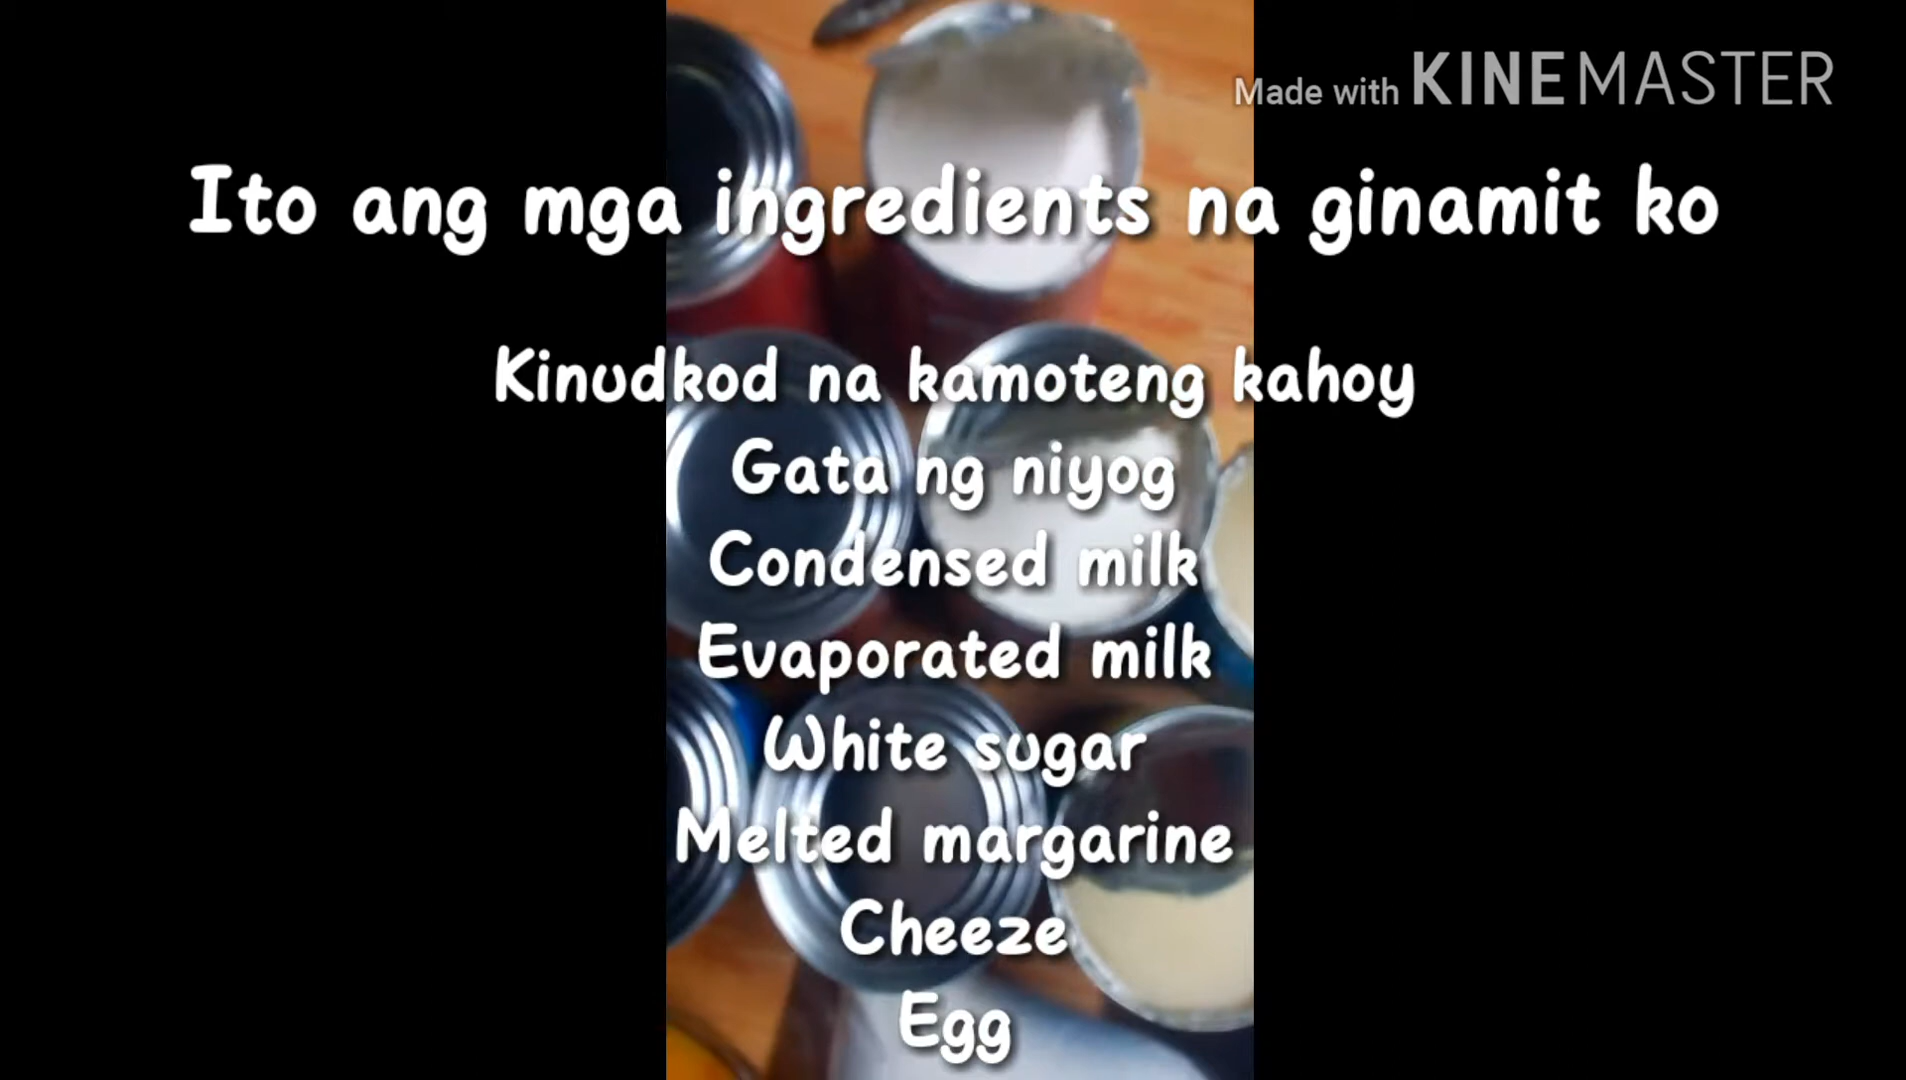 Made with KINEMASTER
Ito ang mga ingredients na ginamit ko
Kinudkod na kamoteng kahoy
Gata ng niyog
Condensed milk
Evaporated milk
White sugar
Melted margarine
Cheeze
Egg